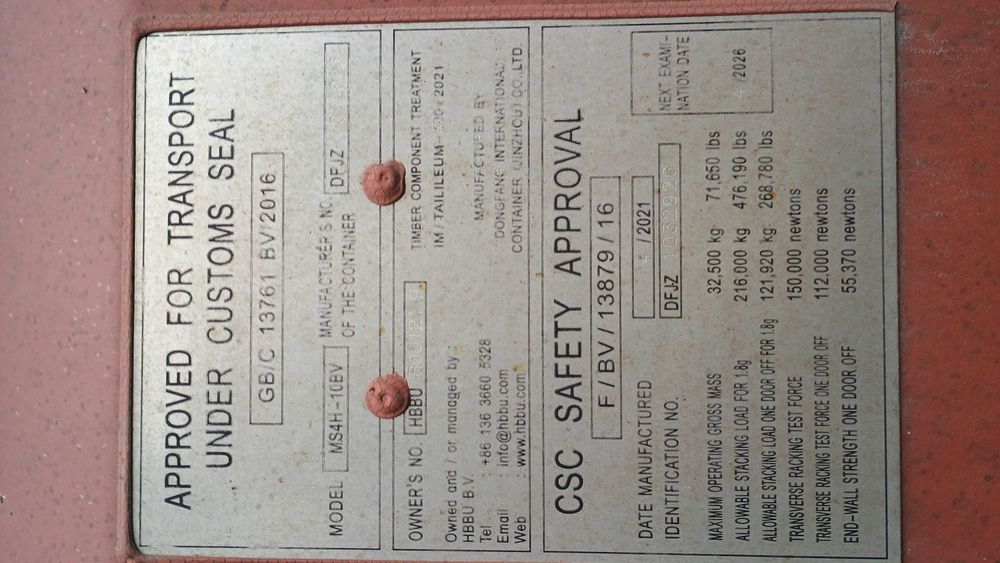 APPROVED FOR TRANSPORT
UNDER CUSTOMS SEAL
GB/C 13761 BV/2016
MODEL MS4H-10BV MANUFACTURER'S NO. OF THE CONTAINER DFJZ
OWNER'S NO. HBBU
TIMBER COMPONENT TREATMENT
IM / TAILILEUM / 2021
Owned and / or managed by :
HBBU B.V.
Tel : +86 136 3660 5328
Email : info@hbbu.com
Web : www.hbbu.com
MANUFACTURED BY
DONGFANG INTERNATIONAL
CONTAINER (JINZHOU) CO., LTD.
CSC SAFETY APPROVAL
F / BV / 13879 / 16
DATE MANUFACTURED / 2021
IDENTIFICATION NO. DFJZ
NEXT EXAMI-
NATION DATE
4 /2026
MAXIMUM OPERATING GROSS MASS 32,500 kg 71,650 lbs
ALLOWABLE STACKING LOAD FOR 1.8g 216,000 kg 476,190 lbs
ALLOWABLE STACKING LOAD ONE DOOR OFF FOR 1.8g 121,920 kg 268,780 lbs
TRANSVERSE RACKING TEST FORCE 150,000 newtons
TRANSVERSE RACKING TEST FORCE ONE DOOR OFF 112,000 newtons
END-WALL STRENGTH ONE DOOR OFF 55,370 newtons